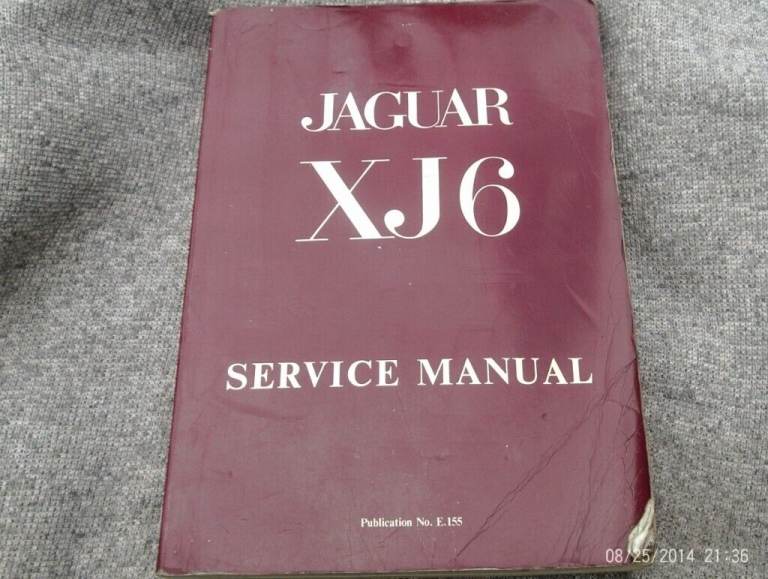 JAGUAR
XJ6
SERVICE MANUAL
Publication No. E.155
08/25/2014 21:36